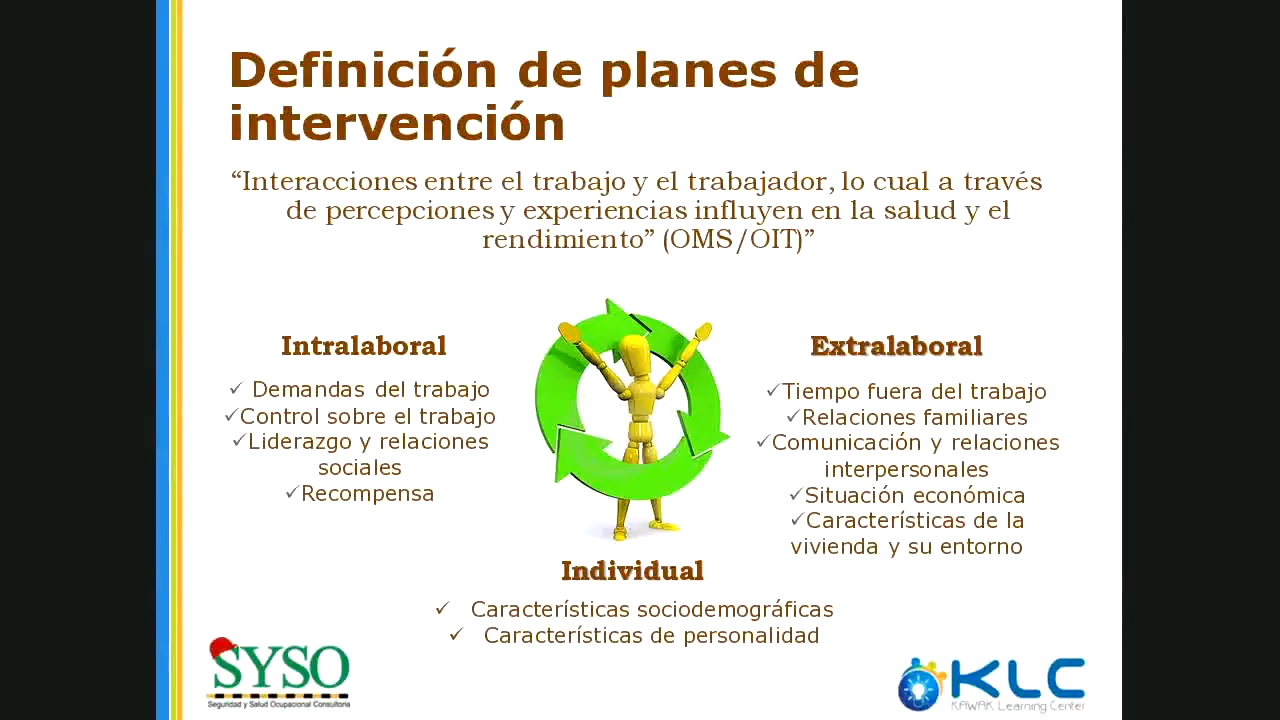 Definición de planes de
intervención
“Interacciones entre el trabajo y el trabajador, lo cual a través
de percepciones y experiencias influyen en la salud y el
rendimiento” (OMS/OIT)”
Intralaboral
✓ Demandas del trabajo
✓Control sobre el trabajo
✓Liderazgo y relaciones
sociales
✓Recompensa
Extralaboral
✓Tiempo fuera del trabajo
✓Relaciones familiares
✓Comunicación y relaciones
interpersonales
✓Situación económica
✓Características de la
vivienda y su entorno
Individual
✓ Características sociodemográficas
✓ Características de personalidad
SYSO
Seguridad y Salud Ocupacional Consultoria
KLC
KAWAK Learning Center